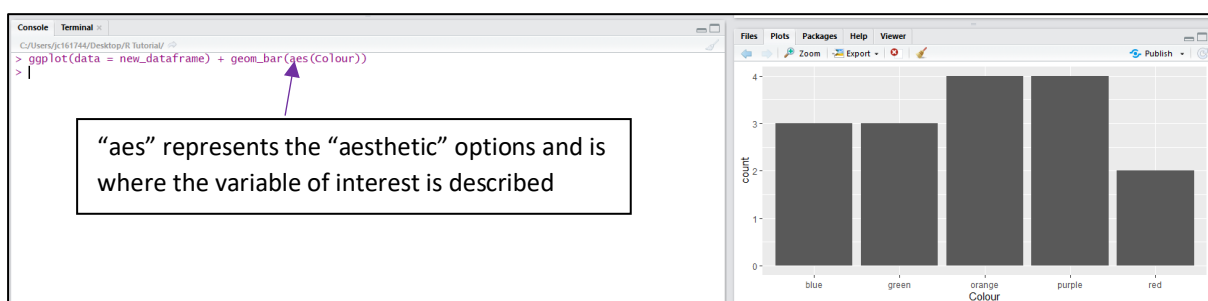 Console Terminal ×
C:/Users/jc161744/Desktop/R Tutorial/
> ggplot(data = new_dataframe) + geom_bar(aes(Colour))
>
“aes” represents the “aesthetic” options and is
where the variable of interest is described
Files Plots Packages Help Viewer
Zoom Export Publish
4
3
2
1
0
count
blue green orange purple red
Colour